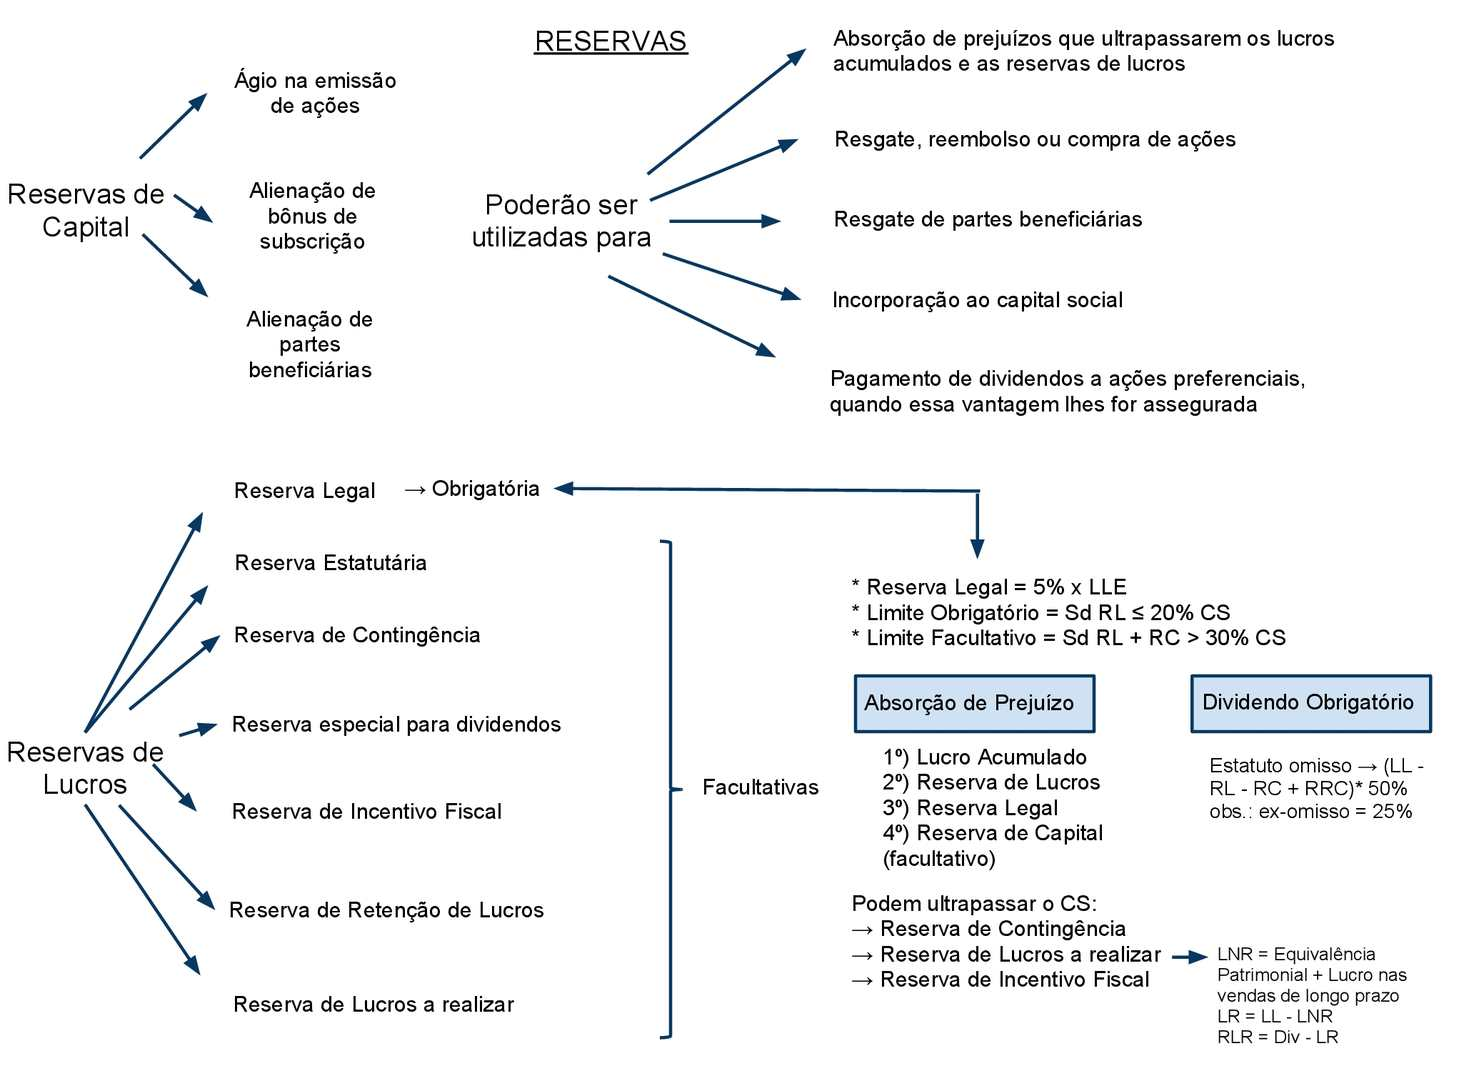 RESERVAS
Reservas de
Capital
Ágio na emissão
de ações
Alienação de
bônus de
subscrição
Alienação de
partes
beneficiárias
Poderão ser
utilizadas para
Absorção de prejuízos que ultrapassarem os lucros
acumulados e as reservas de lucros
Resgate, reembolso ou compra de ações
Resgate de partes beneficiárias
Incorporação ao capital social
Pagamento de dividendos a ações preferenciais,
quando essa vantagem lhes for assegurada
Reservas de
Lucros
Reserva Legal → Obrigatória
Reserva Estatutária
Reserva de Contingência
Reserva especial para dividendos
Reserva de Incentivo Fiscal
Reserva de Retenção de Lucros
Reserva de Lucros a realizar
Facultativas
* Reserva Legal = 5% x LLE
* Limite Obrigatório = Sd RL ≤ 20% CS
* Limite Facultativo = Sd RL + RC > 30% CS
Absorção de Prejuízo
1º) Lucro Acumulado
2º) Reserva de Lucros
3º) Reserva Legal
4º) Reserva de Capital
(facultativo)
Dividendo Obrigatório
Estatuto omisso → (LL -
RL - RC + RRC)* 50%
obs.: ex-omisso = 25%
Podem ultrapassar o CS:
→ Reserva de Contingência
→ Reserva de Lucros a realizar
→ Reserva de Incentivo Fiscal
LNR = Equivalência
Patrimonial + Lucro nas
vendas de longo prazo
LR = LL - LNR
RLR = Div - LR